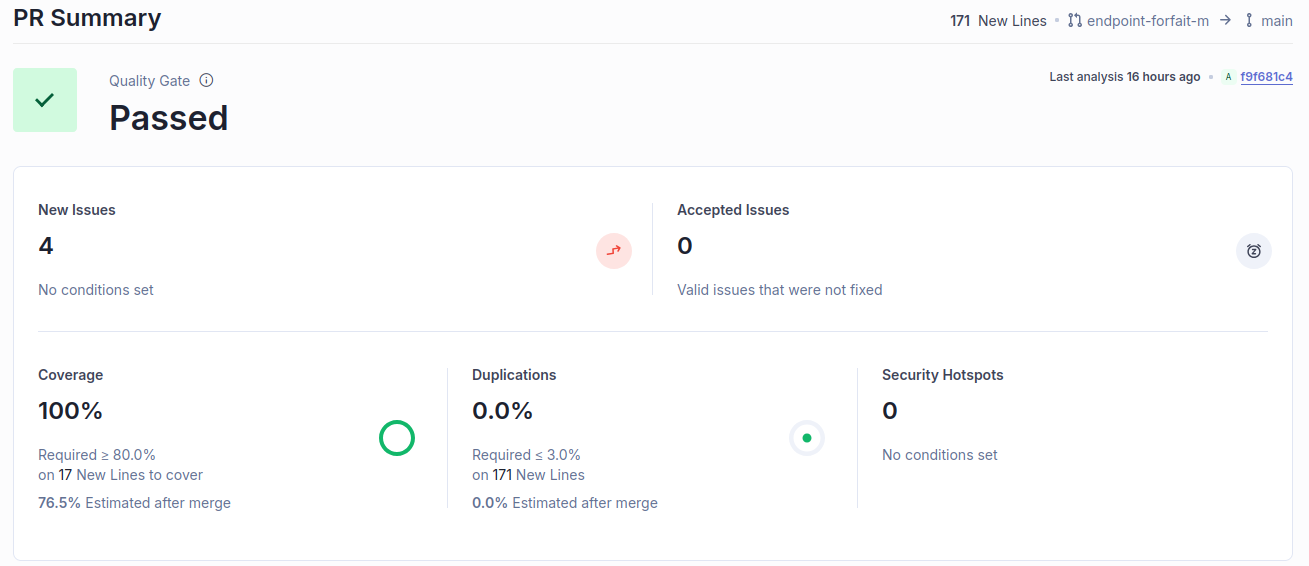 PR Summary
171 New Lines • endpoint-forfait-m → main
Quality Gate
Passed
Last analysis 16 hours ago • A f9f681c4
New Issues
4
No conditions set
Accepted Issues
0
Valid issues that were not fixed
Coverage
100%
Required ≥ 80.0%
on 17 New Lines to cover
76.5% Estimated after merge
Duplications
0.0%
Required ≤ 3.0%
on 171 New Lines
0.0% Estimated after merge
Security Hotspots
0
No conditions set